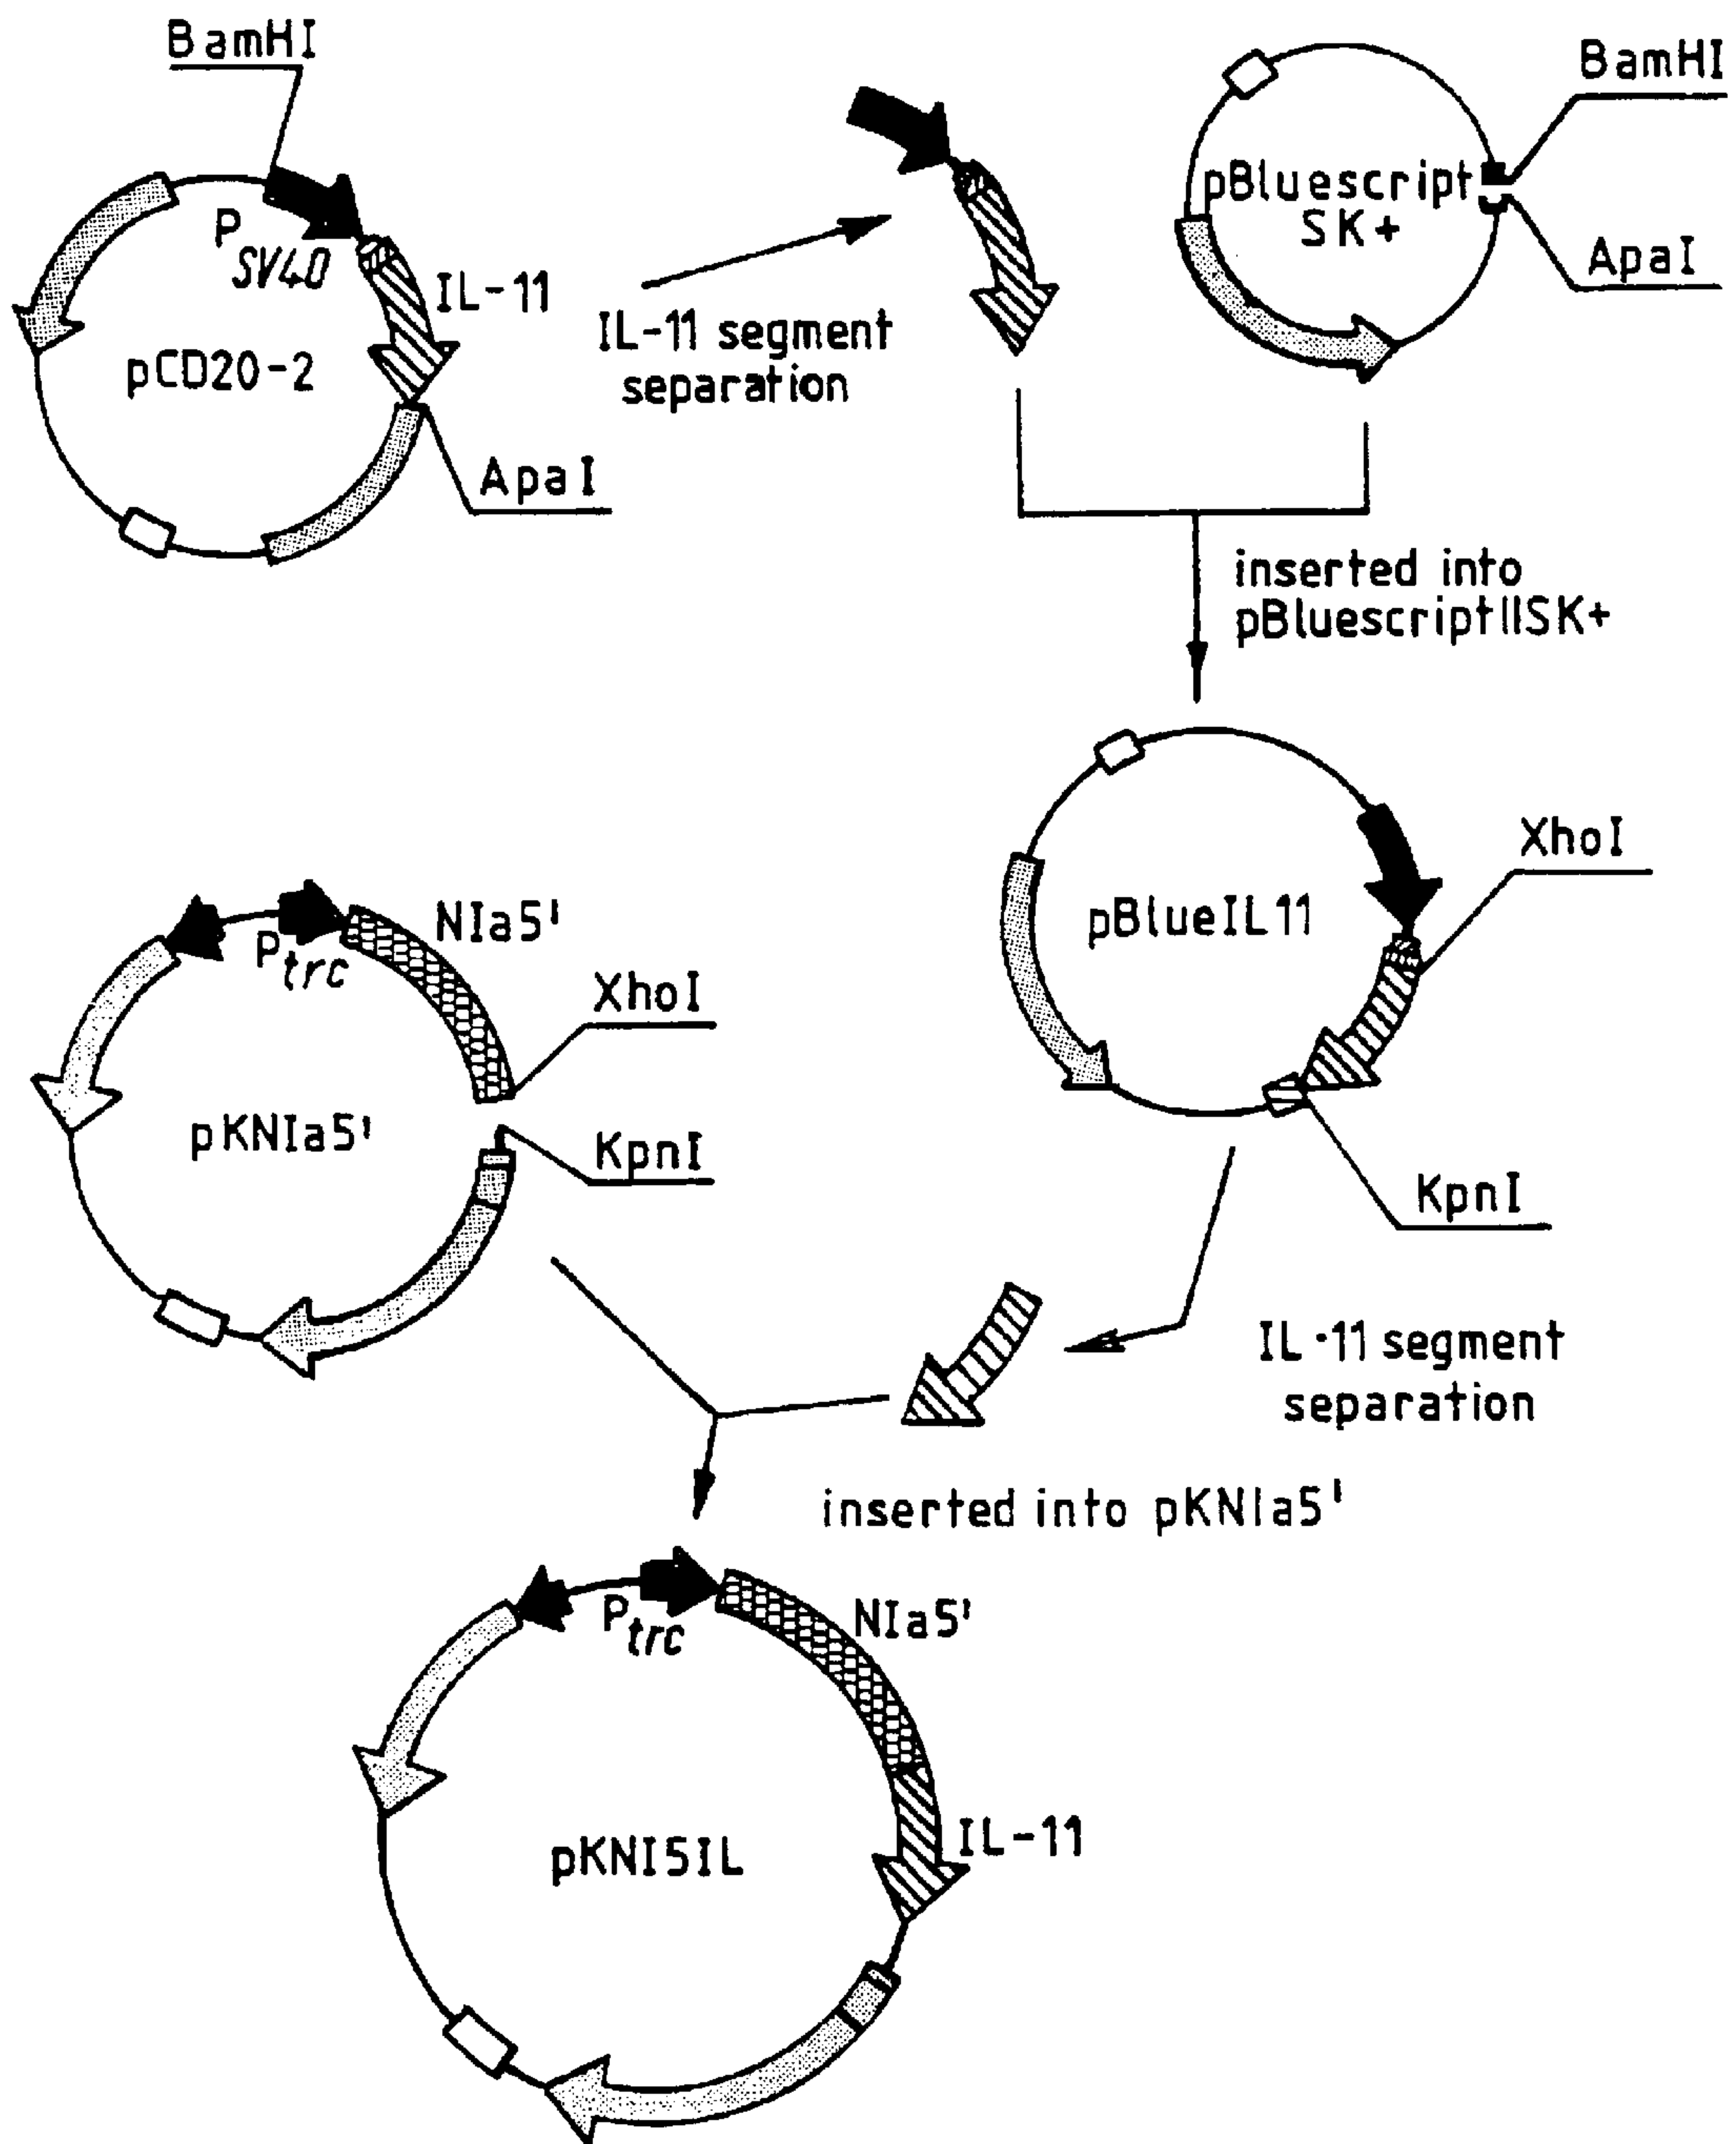 BamHI
P SV40
IL-11
pCD20-2
ApaI
IL-11 segment
separation
pBluescript
SK+
BamHI
ApaI
inserted into
pBluescriptIISK+
pBlueIL11
XhoI
KpnI
P trc
NIa5'
XhoI
pKNIa5'
KpnI
IL·11 segment
separation
inserted into pKNIa5'
P trc
NIa5'
IL-11
pKNI5IL